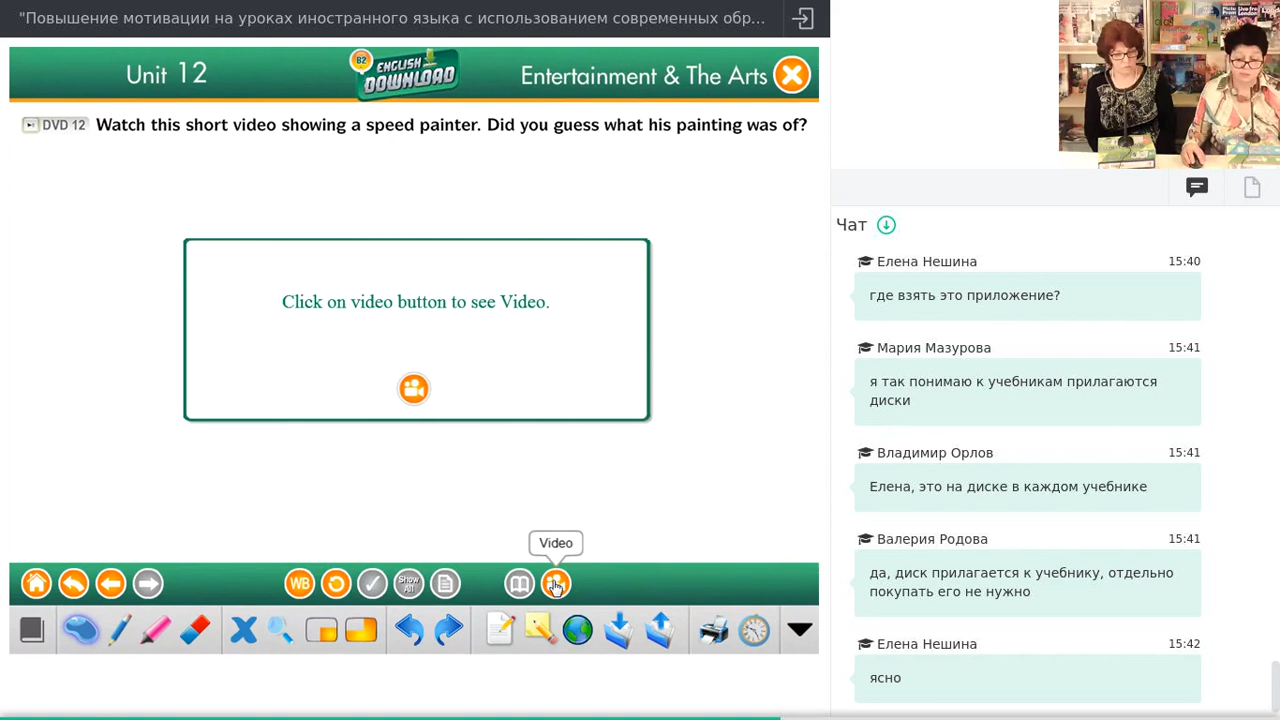 "Повышение мотивации на уроках иностранного языка с использованием современных обр...
Unit 12
B2
ENGLISH
DOWNLOAD
Entertainment & The Arts
DVD 12
Watch this short video showing a speed painter. Did you guess what his painting was of?
Click on video button to see Video.
Video
WB
Show
All
Чат
Елена Нешина
15:40
где взять это приложение?
Мария Мазурова
15:41
я так понимаю к учебникам прилагаются
диски
Владимир Орлов
15:41
Елена, это на диске в каждом учебнике
Валерия Родова
15:41
да, диск прилагается к учебнику, отдельно
покупать его не нужно
Елена Нешина
15:42
ясно